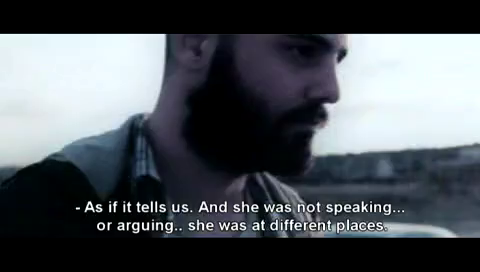 - As if it tells us. And she was not speaking...
or arguing.. she was at different places.